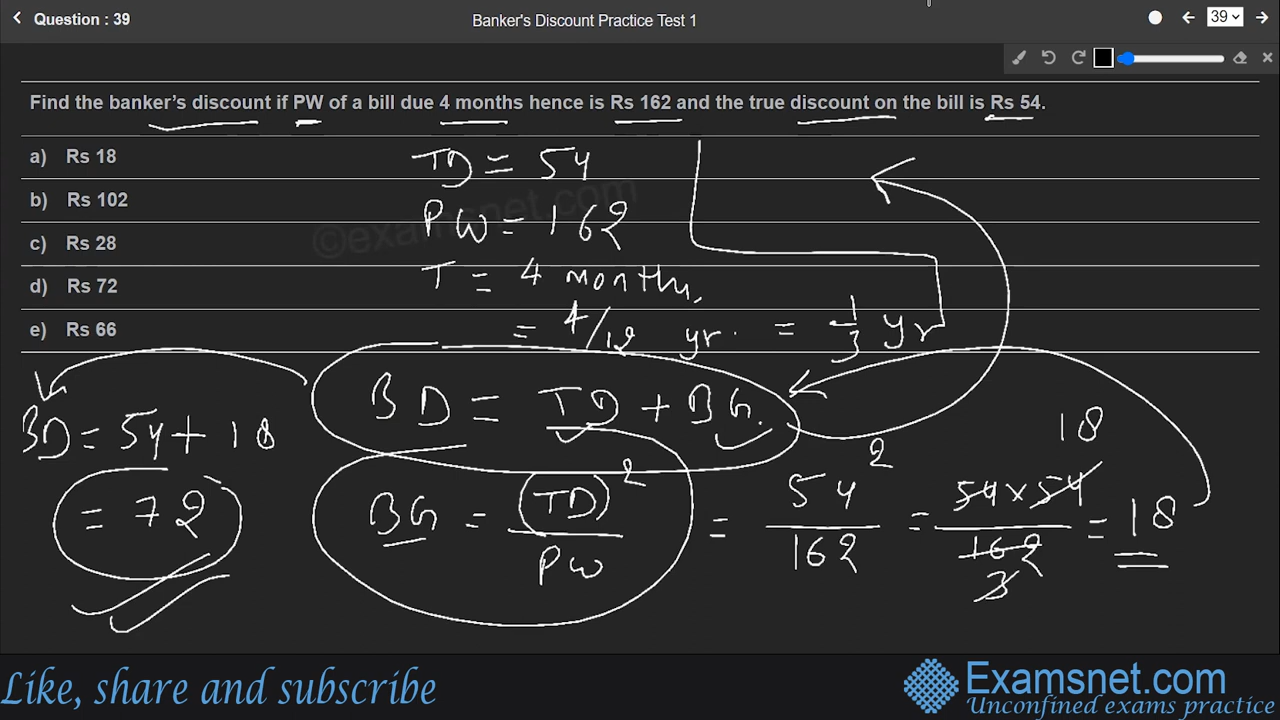 Question : 39
Banker's Discount Practice Test 1
39
Find the banker's discount if PW of a bill due 4 months hence is Rs 162 and the true discount on the bill is Rs 54.
a) Rs 18
b) Rs 102
c) Rs 28
d) Rs 72
e) Rs 66
©examsnet.com
TD = 54
PW = 162
T = 4 months
= 4/12 yr. = 1/3 yr
BD = TD + BG.
BD = 54 + 18
= 72
BG = (TD)² / PW = 54² / 162 = 54 × 54 / 162 = 18
18
3
Like, share and subscribe
Examsnet.com
Unconfined exams practice